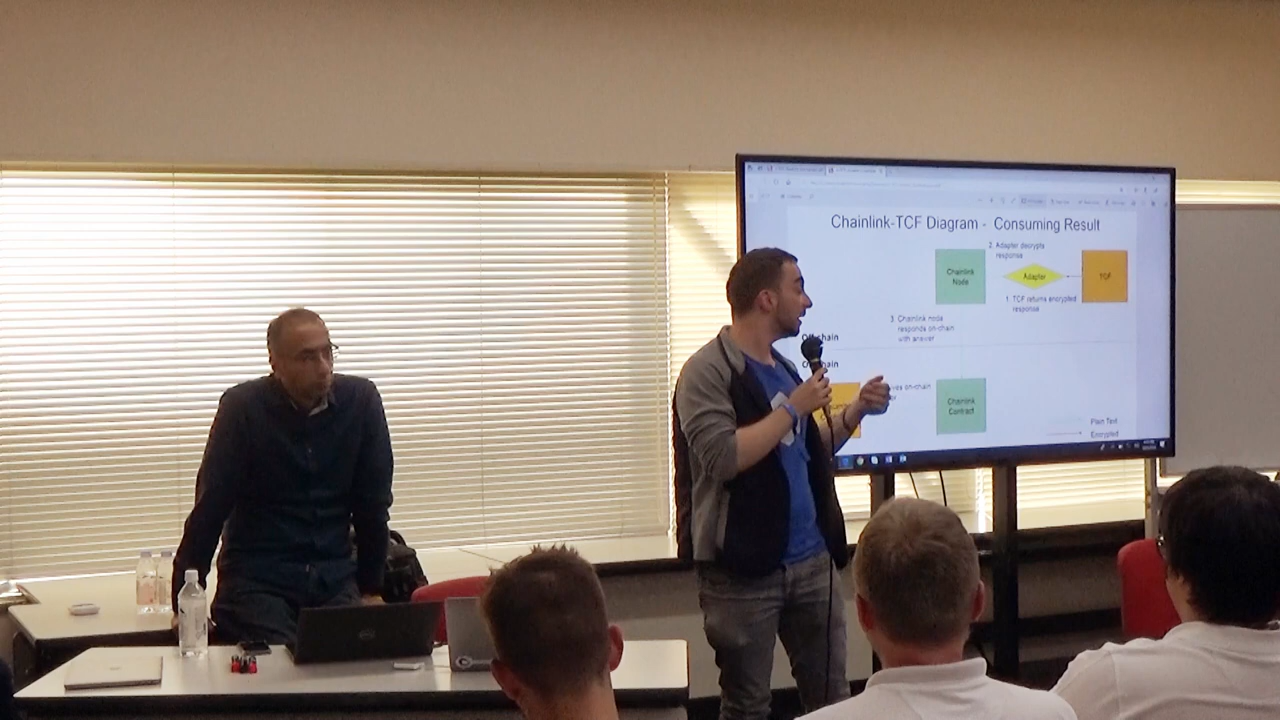 Chainlink-TCF Diagram - Consuming Result
2. Adapter decrypts
response
Chainlink
Node
Adapter
TCF
1. TCF returns encrypted
response
3. Chainlink node
responds on-chain
with answer
chain
chain
on-chain
Chainlink
Contract
Plain Text
Encrypted